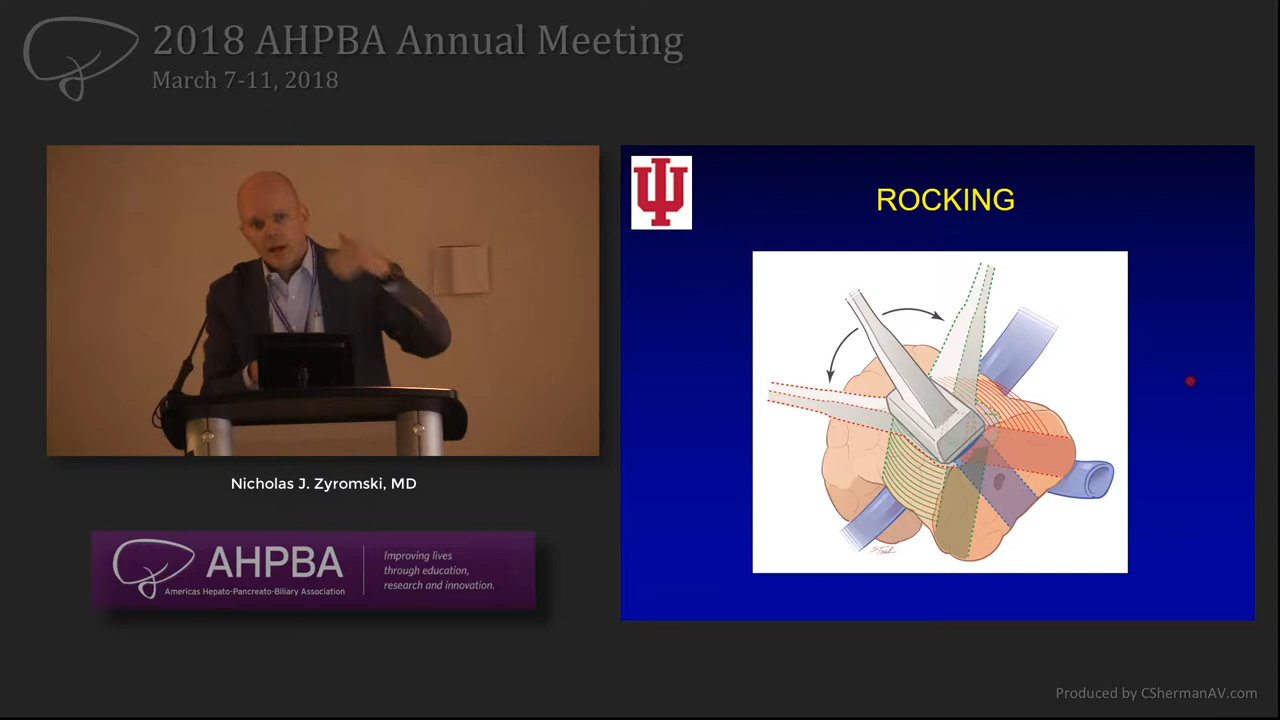 2018 AHPBA Annual Meeting
March 7-11, 2018
ROCKING
Nicholas J. Zyromski, MD
AHPBA
Americas Hepato-Pancreato-Biliary Association
Improving lives
through education,
research and innovation.
Produced by CShermanAV.com